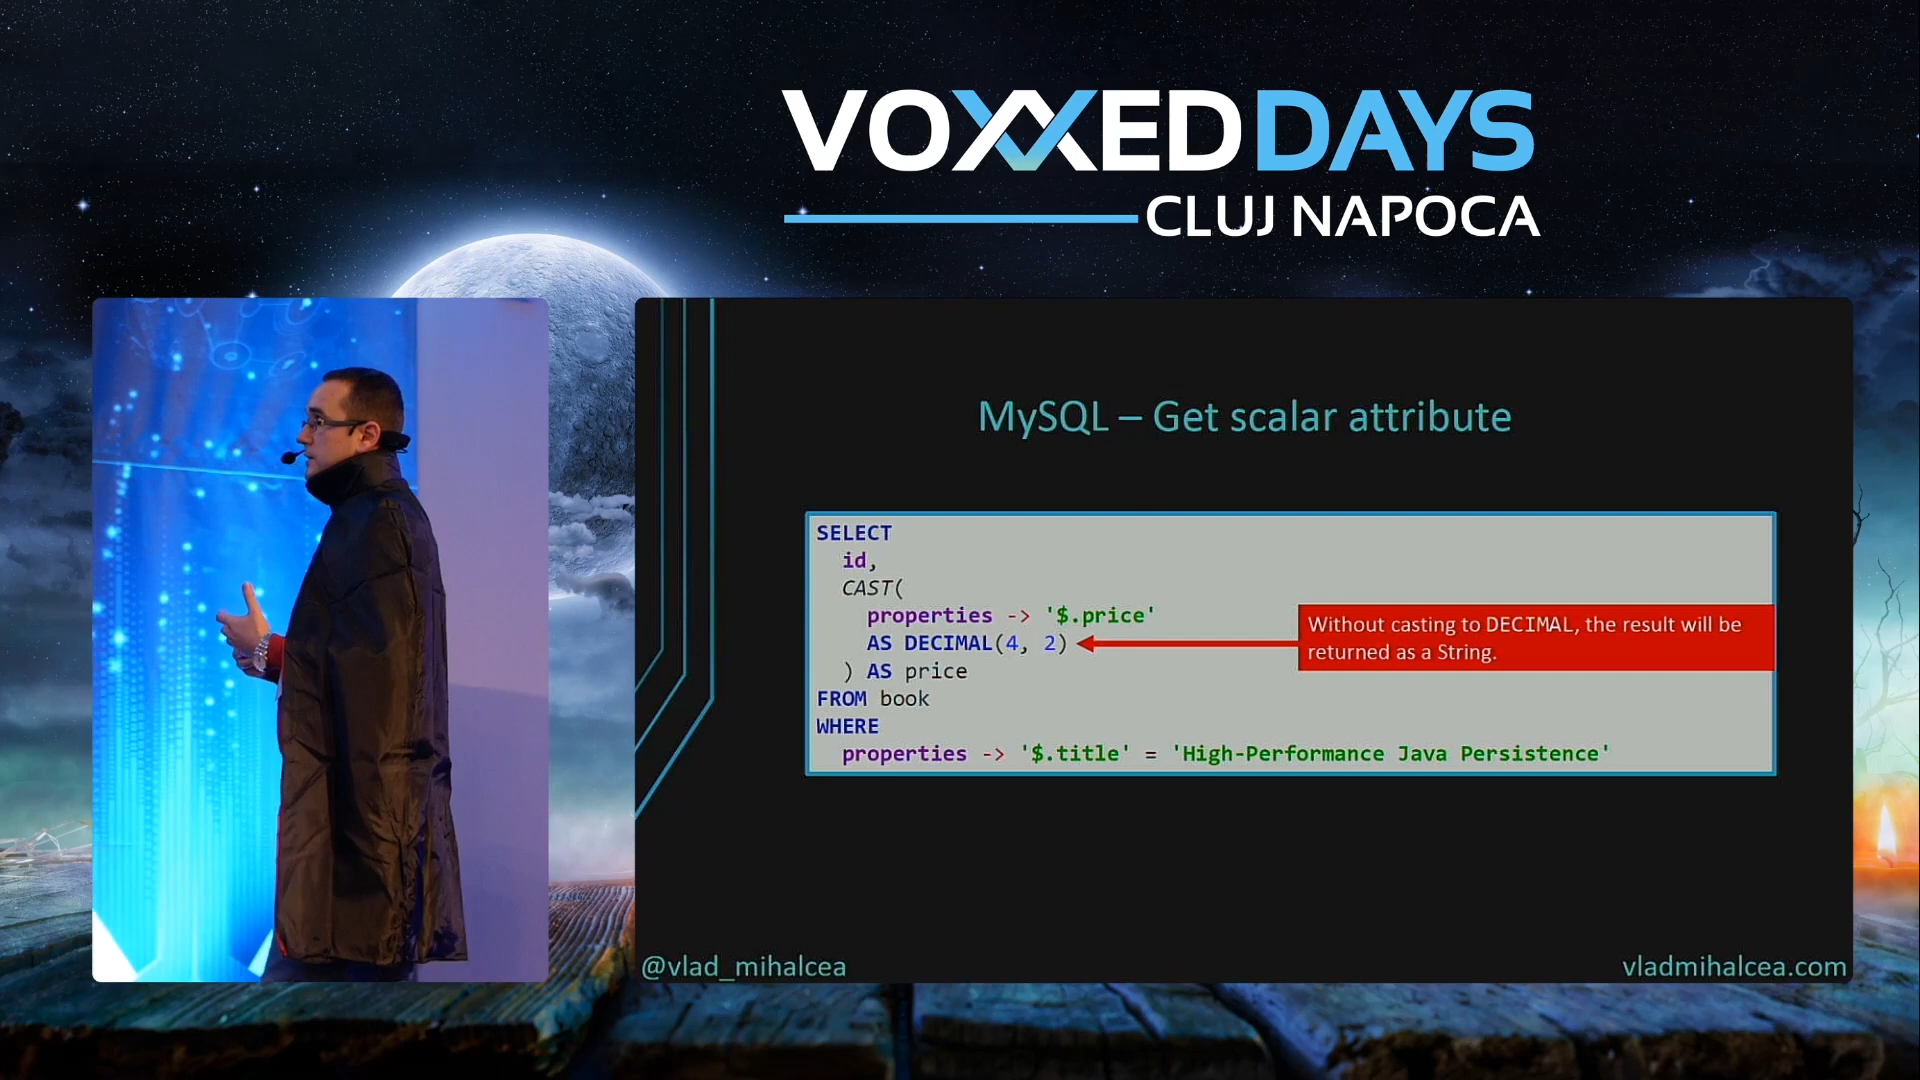 VOXXEDDAYS
CLUJ NAPOCA
MySQL – Get scalar attribute
SELECT
id,
CAST(
properties -> '$.price'
AS DECIMAL(4, 2)
) AS price
FROM book
WHERE
properties -> '$.title' = 'High-Performance Java Persistence'
Without casting to DECIMAL, the result will be
returned as a String.
@vlad_mihalcea
vladmihalcea.com